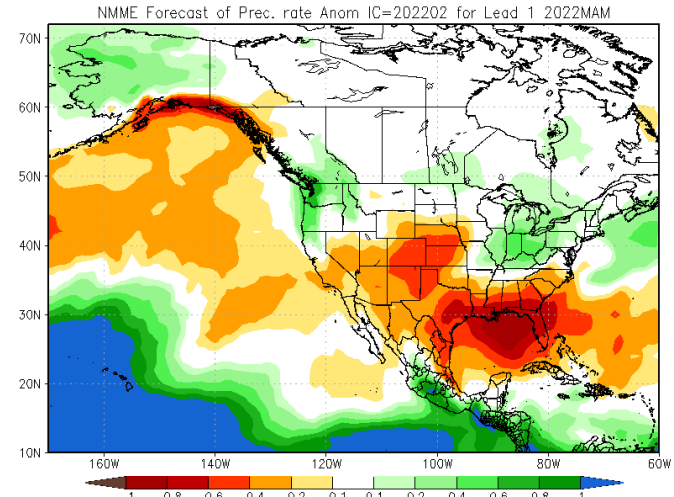 NMME Forecast of Prec. rate Anom IC=202202 for Lead 1 2022MAM
70N
60N
50N
40N
30N
20N
10N
160W 140W 120W 100W 80W 60W
1 0.8 0.6 0.4 0.2 0.1 0.1 0.2 0.4 0.6 0.8 1